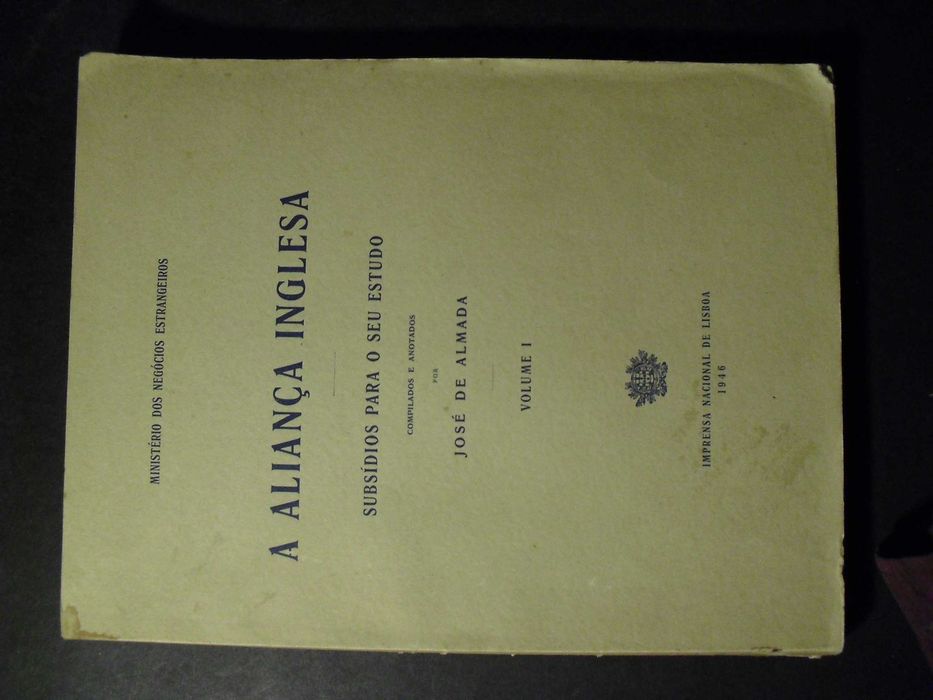 MINISTÉRIO DOS NEGÓCIOS ESTRANGEIROS
A ALIANÇA INGLESA
SUBSÍDIOS PARA O SEU ESTUDO
COMPILADOS E ANOTADOS
POR
JOSÉ DE ALMADA
VOLUME I
IMPRENSA NACIONAL DE LISBOA
1946